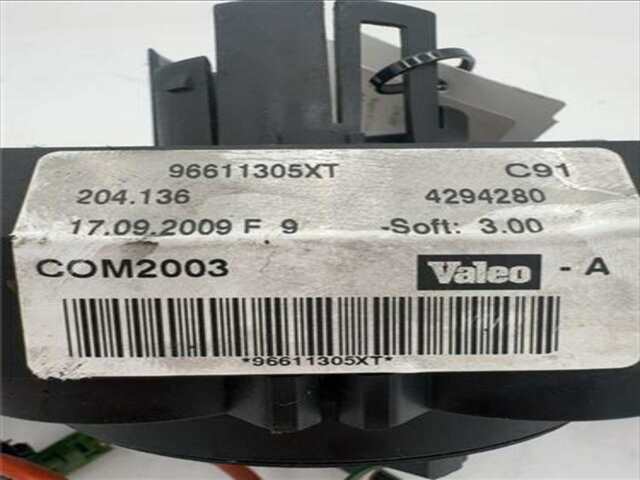 96611305XT C91
204.136 4294280
17.09.2009 F 9 -Soft: 3.00
COM2003 Valeo - A
*96611305XT*